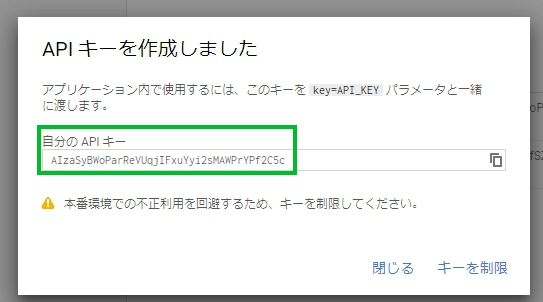 API キーを作成しました
アプリケーション内で使用するには、このキーを key=API_KEY パラメータと一緒
に渡します。
自分の API キー
AIzaSyBWoParReVUqjIFxuYyi2sMAWPrYPf2C5c
本番環境での不正利用を回避するため、キーを制限してください。
閉じる キーを制限